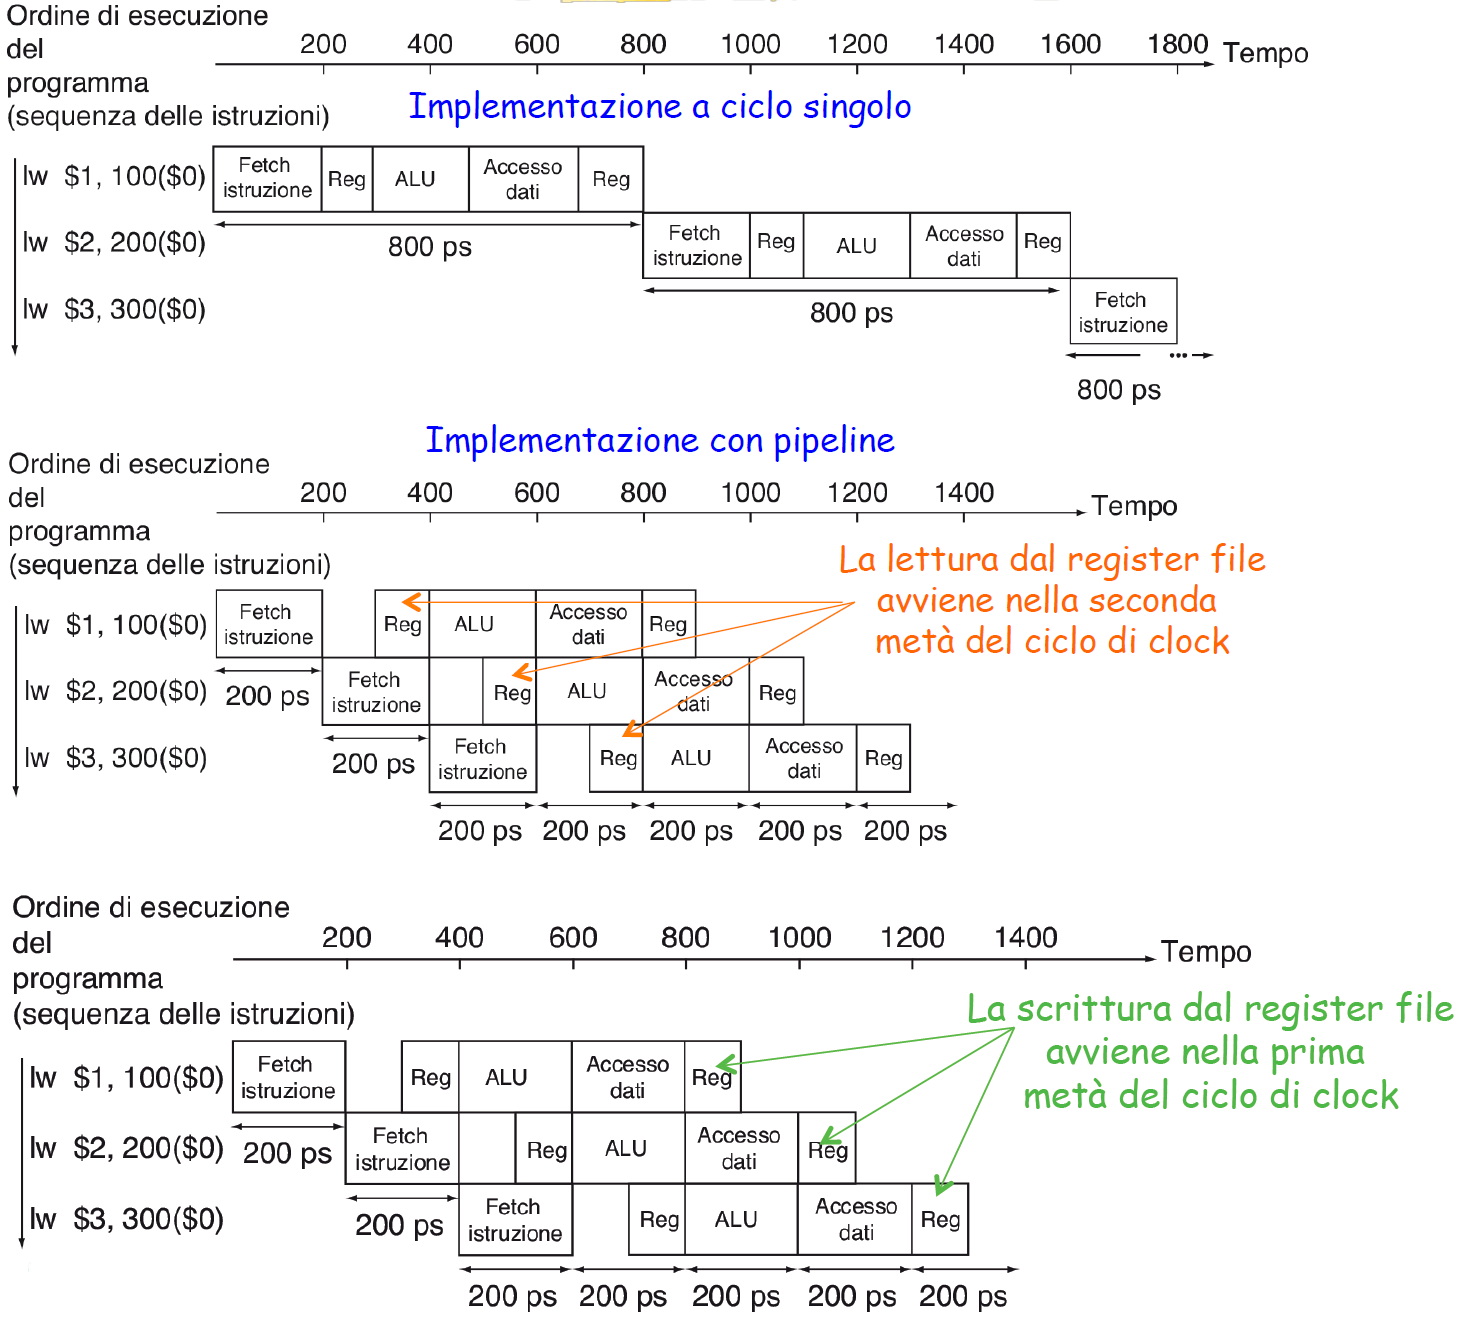 Ordine di esecuzione
del
programma
(sequenza delle istruzioni)
200 400 600 800 1000 1200 1400 1600 1800 Tempo
Implementazione a ciclo singolo
lw $1, 100($0) Fetch istruzione Reg ALU Accesso dati Reg
800 ps
lw $2, 200($0) Fetch istruzione Reg ALU Accesso dati Reg
800 ps
lw $3, 300($0) Fetch istruzione
...
800 ps
Implementazione con pipeline
Ordine di esecuzione
del
programma
(sequenza delle istruzioni)
200 400 600 800 1000 1200 1400 Tempo
La lettura dal register file
avviene nella seconda
metà del ciclo di clock
lw $1, 100($0) Fetch istruzione Reg ALU Accesso dati Reg
200 ps
lw $2, 200($0) Fetch istruzione Reg ALU Accesso dati Reg
200 ps
lw $3, 300($0) Fetch istruzione Reg ALU Accesso dati Reg
200 ps 200 ps 200 ps 200 ps 200 ps
Ordine di esecuzione
del
programma
(sequenza delle istruzioni)
200 400 600 800 1000 1200 1400 Tempo
La scrittura dal register file
avviene nella prima
metà del ciclo di clock
lw $1, 100($0) Fetch istruzione Reg ALU Accesso dati Reg
200 ps
lw $2, 200($0) Fetch istruzione Reg ALU Accesso dati Reg
200 ps
lw $3, 300($0) Fetch istruzione Reg ALU Accesso dati Reg
200 ps 200 ps 200 ps 200 ps 200 ps